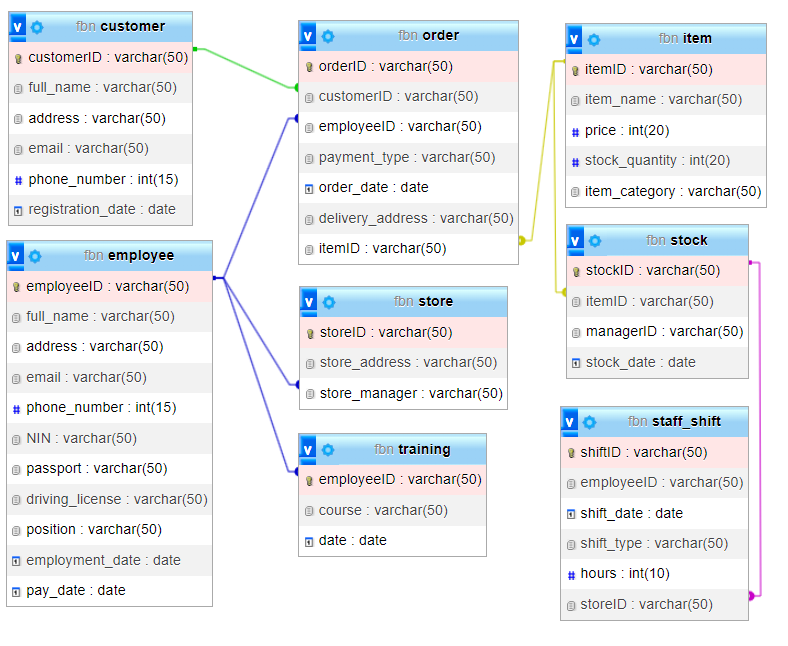 v fbn customer
customerID : varchar(50)
full_name : varchar(50)
address : varchar(50)
email : varchar(50)
phone_number : int(15)
registration_date : date
v fbn employee
employeeID : varchar(50)
full_name : varchar(50)
address : varchar(50)
email : varchar(50)
phone_number : int(15)
NIN : varchar(50)
passport : varchar(50)
driving_license : varchar(50)
position : varchar(50)
employment_date : date
pay_date : date
v fbn order
orderID : varchar(50)
customerID : varchar(50)
employeeID : varchar(50)
payment_type : varchar(50)
order_date : date
delivery_address : varchar(50)
itemID : varchar(50)
v fbn store
storeID : varchar(50)
store_address : varchar(50)
store_manager : varchar(50)
v fbn training
employeeID : varchar(50)
course : varchar(50)
date : date
v fbn item
itemID : varchar(50)
item_name : varchar(50)
# price : int(20)
# stock_quantity : int(20)
item_category : varchar(50)
v fbn stock
stockID : varchar(50)
itemID : varchar(50)
managerID : varchar(50)
stock_date : date
v fbn staff_shift
shiftID : varchar(50)
employeeID : varchar(50)
shift_date : date
shift_type : varchar(50)
# hours : int(10)
storeID : varchar(50)